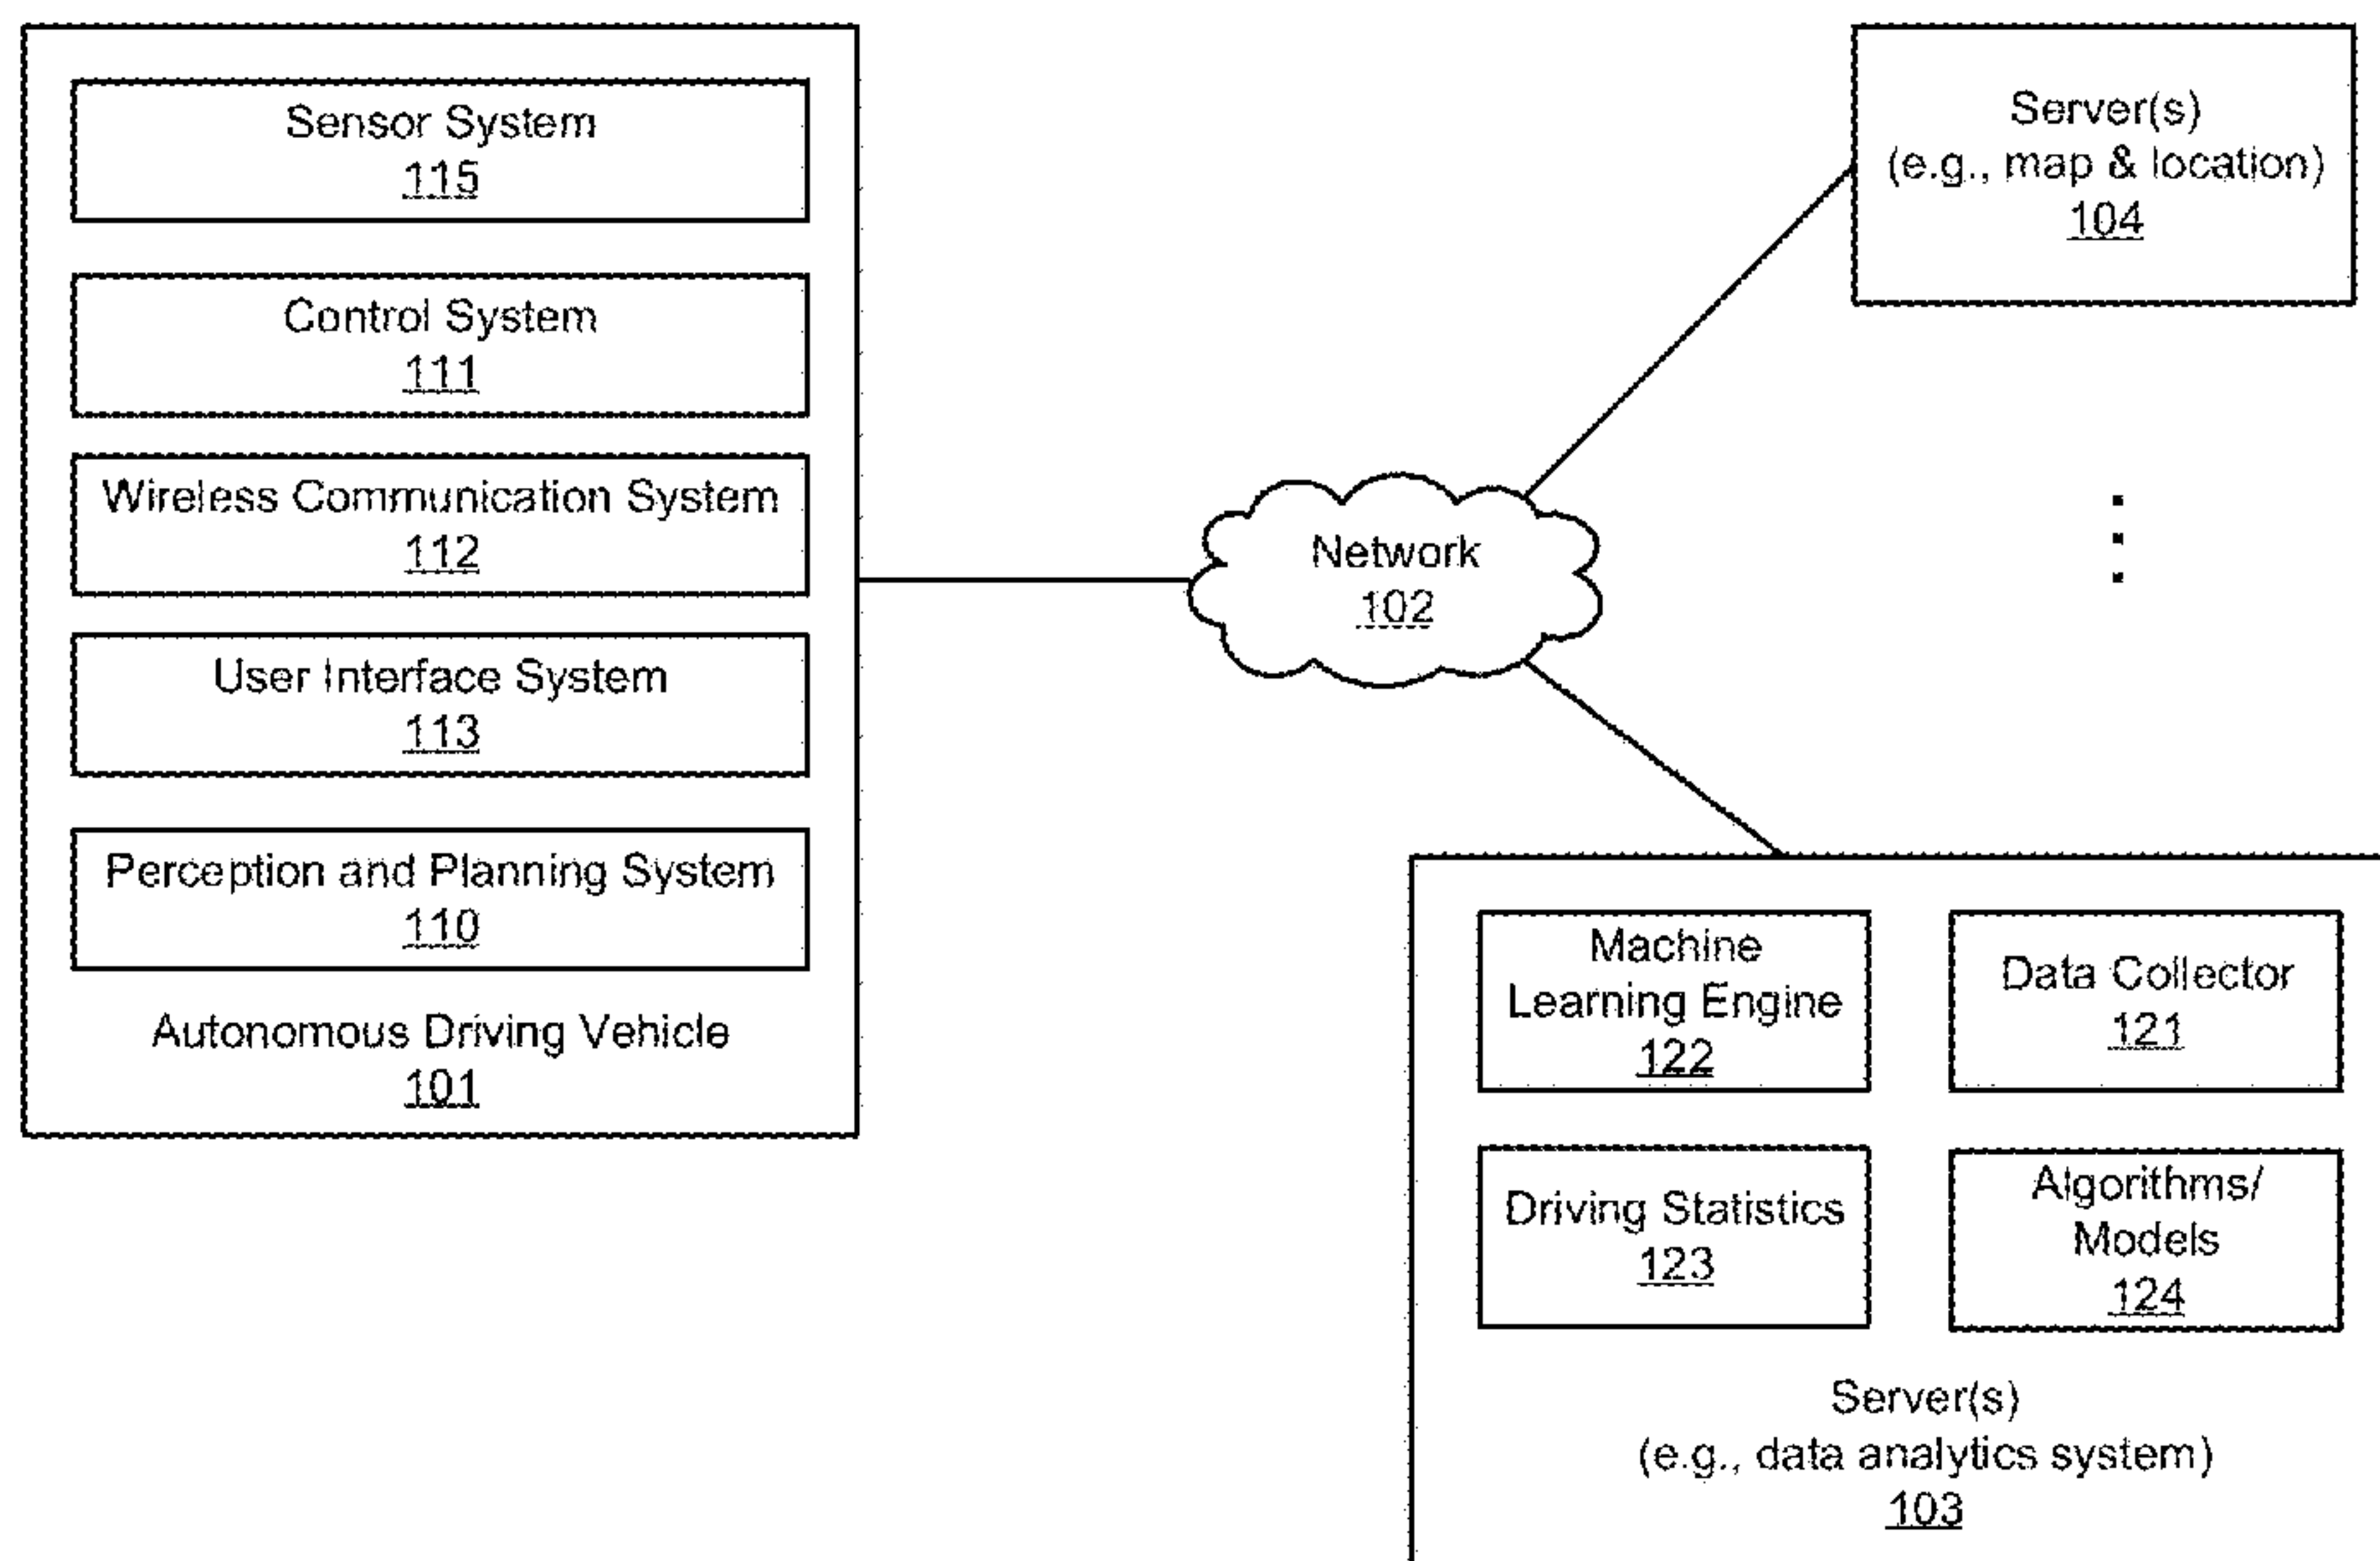 Sensor System
115
Control System
111
Wireless Communication System
112
User Interface System
113
Perception and Planning System
110
Autonomous Driving Vehicle
101
Network
102
Server(s)
(e.g., map & location)
104
Machine
Learning Engine
122
Data Collector
121
Driving Statistics
123
Algorithms/
Models
124
Server(s)
(e.g., data analytics system)
103